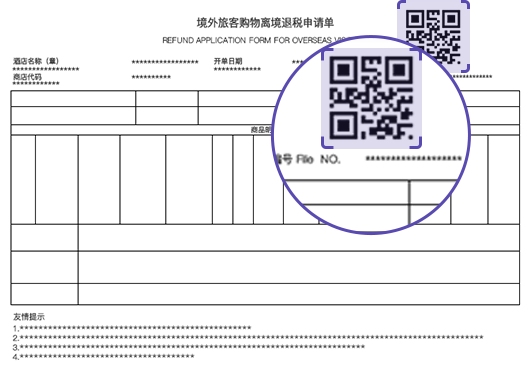 境外旅客购物离境退税申请单
REFUND APPLICATION FORM FOR OVERSEAS
酒店名称（章） ***************** 开单日期 **
**************** ************
商店代码 ********** **********
************
商品明
编号 File NO. *******************
友情提示
1.*************************************************
2.**************************************************************************************************
3.*************************************************************************
4.*************************************